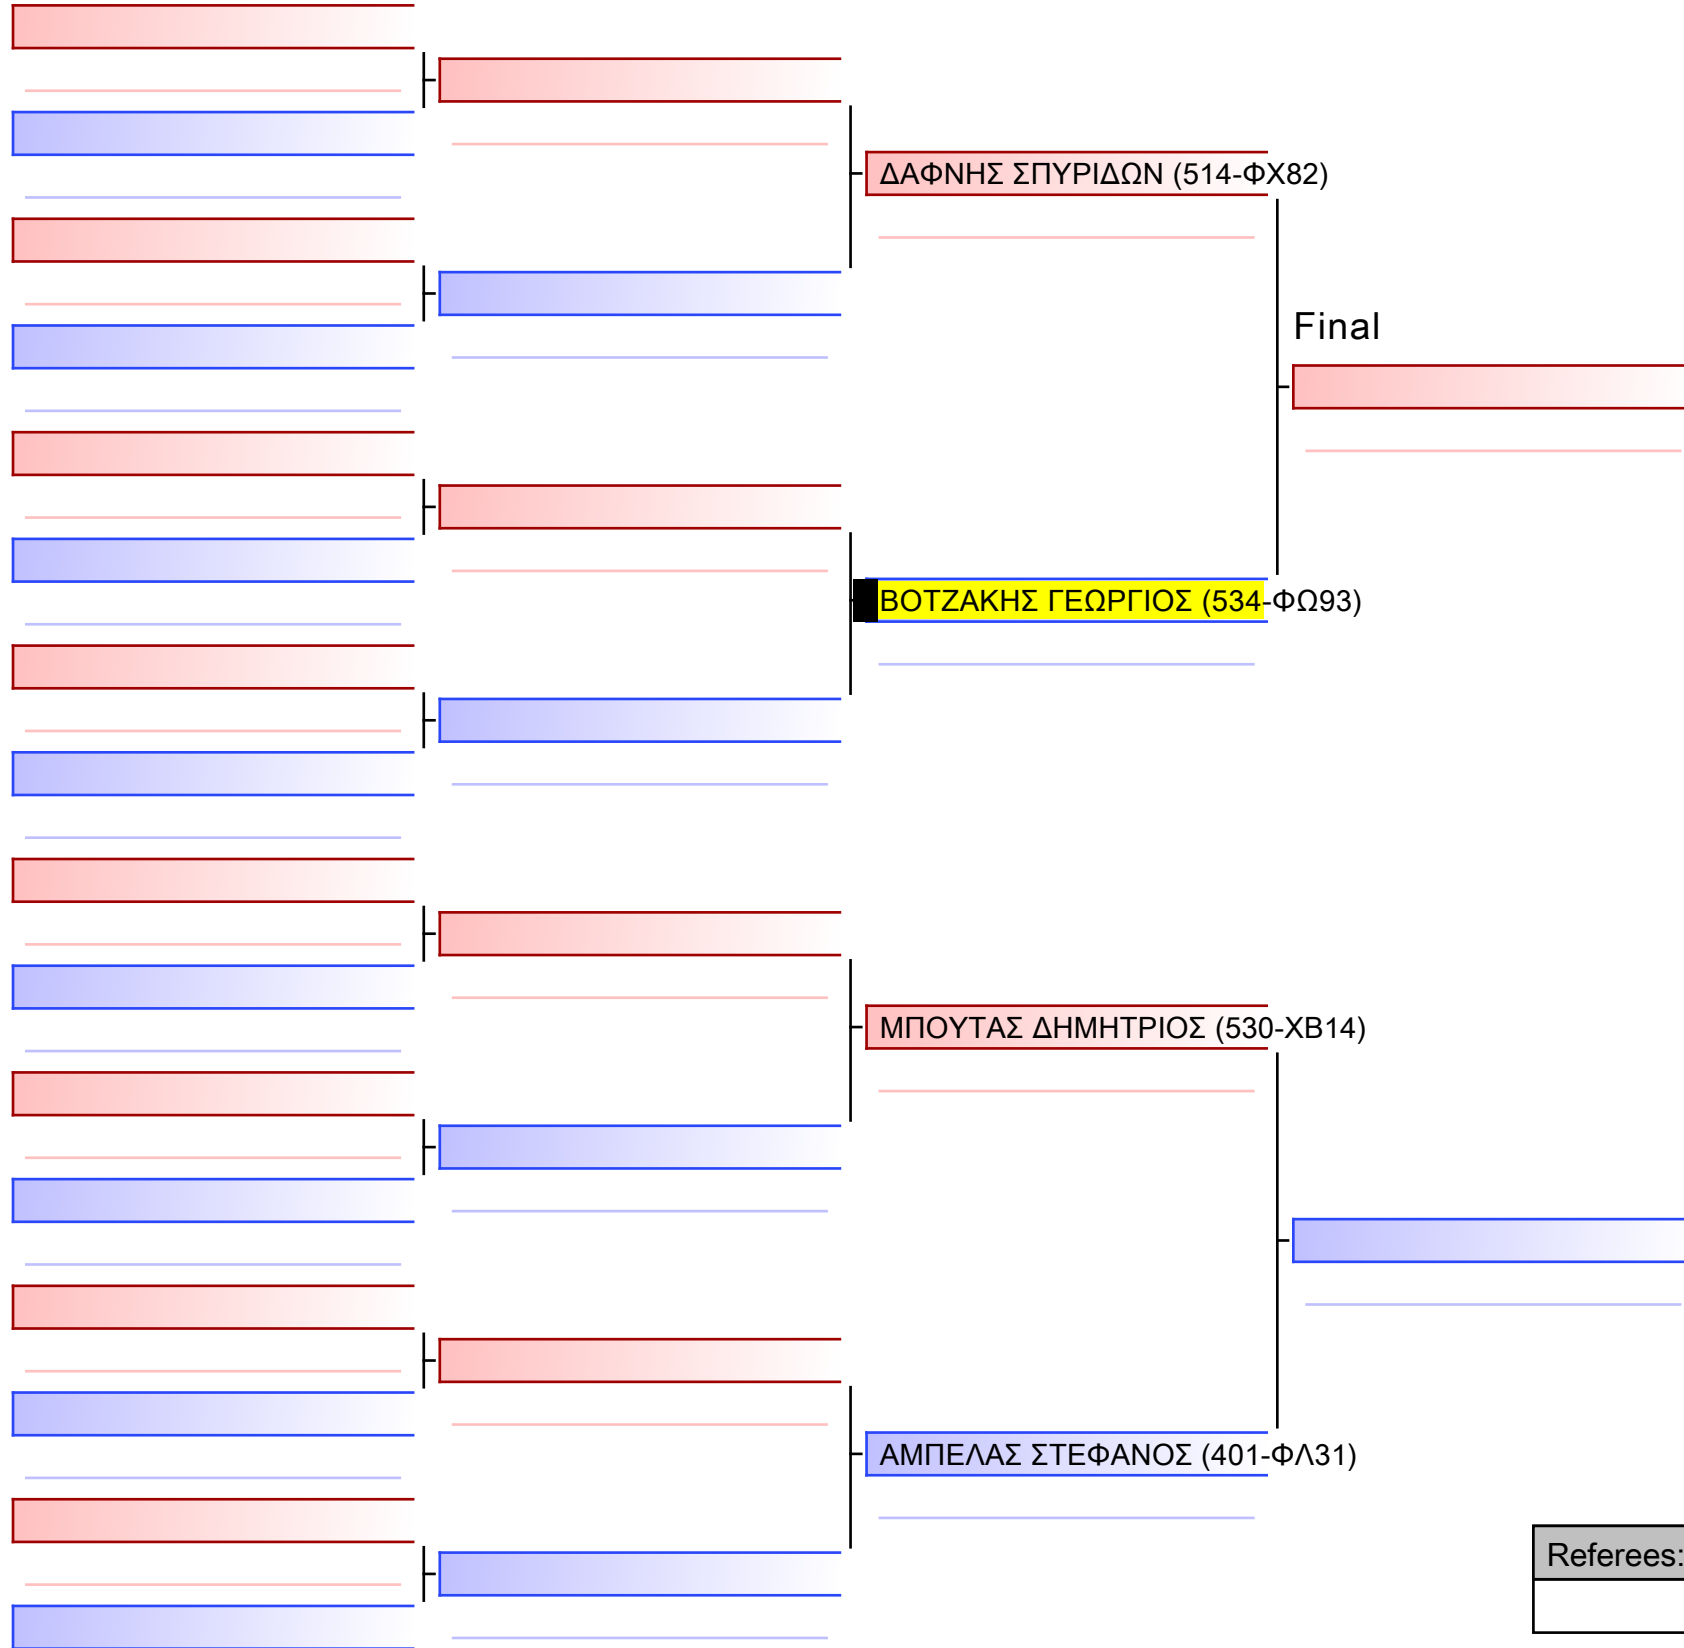 ΔΑΦΝΗΣ ΣΠΥΡΙΔΩΝ (514-ΦΧ82)
Final
ΒΟΤΖΑΚΗΣ ΓΕΩΡΓΙΟΣ (534-ΦΩ93)
ΜΠΟΥΤΑΣ ΔΗΜΗΤΡΙΟΣ (530-ΧΒ14)
ΑΜΠΕΛΑΣ ΣΤΕΦΑΝΟΣ (401-ΦΛ31)
Referees: